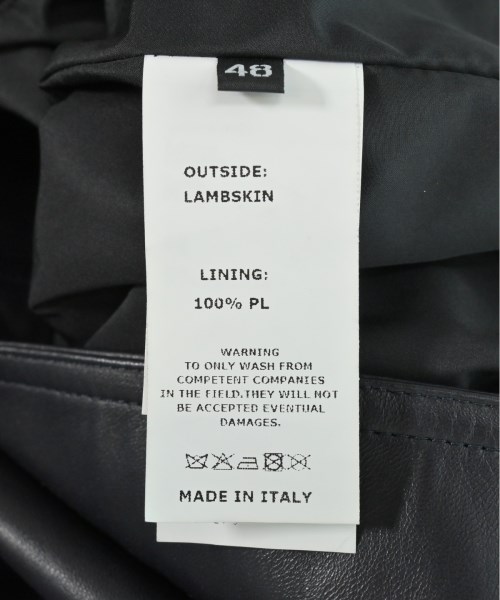 48
OUTSIDE:
LAMBSKIN
LINING:
100% PL
WARNING
TO ONLY WASH FROM
COMPETENT COMPANIES
IN THE FIELD.THEY WILL NOT
BE ACCEPTED EVENTUAL
DAMAGES.
MADE IN ITALY